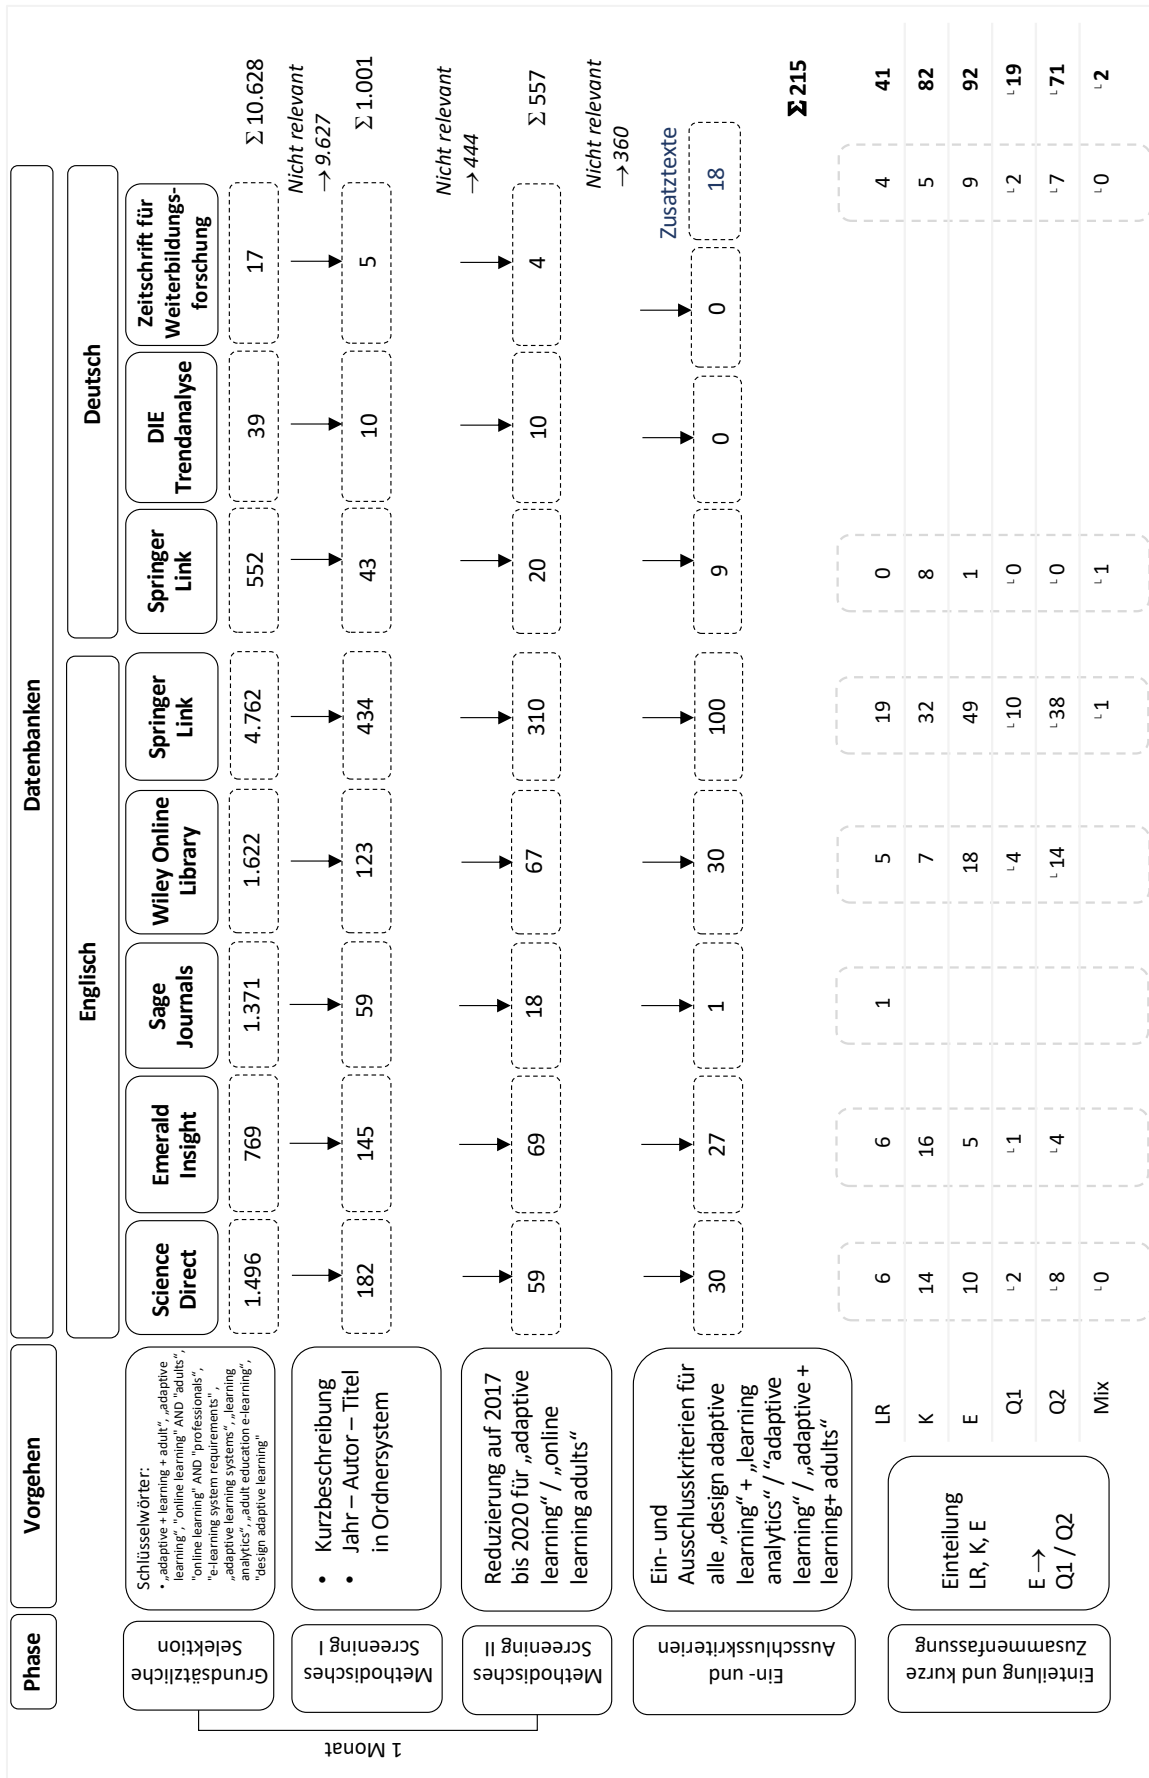 Phase
Vorgehen
Datenbanken
Englisch
Deutsch
Science
Direct
Emerald
Insight
Sage
Journals
Wiley Online
Library
Springer
Link
Springer
Link
DIE
Trendanalyse
Zeitschrift für
Weiterbildungs-
forschung
1 Monat
Grundsätzliche
Selektion
Schlüsselwörter:
• „adaptive + learning + adult“, „adaptive
learning“, "online learning" AND "adults",
"online learning" AND "professionals",
"e-learning system requirements",
„adaptive learning systems“, „learning
analytics“, „adult education e-learning“,
"design adaptive learning"
1.496
769
1.371
1.622
4.762
552
39
17
Σ 10.628
Nicht relevant
→ 9.627
Methodisches
Screening I
• Kurzbeschreibung
• Jahr – Autor – Titel
in Ordnersystem
182
145
59
123
434
43
10
5
Σ 1.001
Nicht relevant
→ 444
Methodisches
Screening II
Reduzierung auf 2017
bis 2020 für „adaptive
learning“ / „online
learning adults“
59
69
18
67
310
20
10
4
Σ 557
Nicht relevant
→ 360
Ein- und
Ausschlusskriterien
Ein- und
Ausschlusskriterien für
alle „design adaptive
learning“ + „learning
analytics“ / “adaptive
learning“ / „adaptive +
learning+ adults“
30
27
1
30
100
9
0
0
Zusatztexte
18
Σ 215
Einteilung und kurze
Zusammenfassung
Einteilung
LR, K, E
E →
Q1 / Q2
LR 6 6 1 5 19 0 4 41
K 14 16 7 32 8 5 82
E 10 5 18 49 1 9 92
Q1 └2 └1 └4 └10 └0 └2 └19
Q2 └8 └4 └14 └38 └0 └7 └71
Mix └0 └1 └1 └0 └2